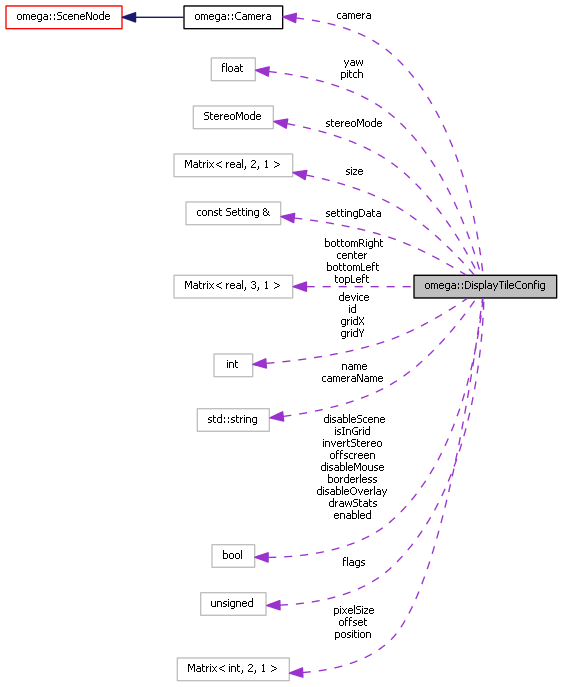 omega::SceneNode
omega::Camera
camera
float
yaw
pitch
StereoMode
stereoMode
Matrix< real, 2, 1 >
size
const Setting &
settingData
bottomRight
center
bottomLeft
topLeft
Matrix< real, 3, 1 >
omega::DisplayTileConfig
device
id
gridX
gridY
int
name
cameraName
std::string
disableScene
isInGrid
invertStereo
offscreen
disableMouse
borderless
disableOverlay
drawStats
enabled
bool
flags
unsigned
pixelSize
offset
position
Matrix< int, 2, 1 >